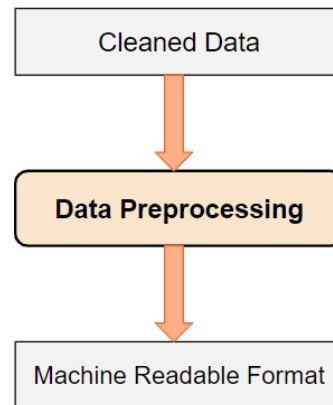 Cleaned Data
Data Preprocessing
Machine Readable Format